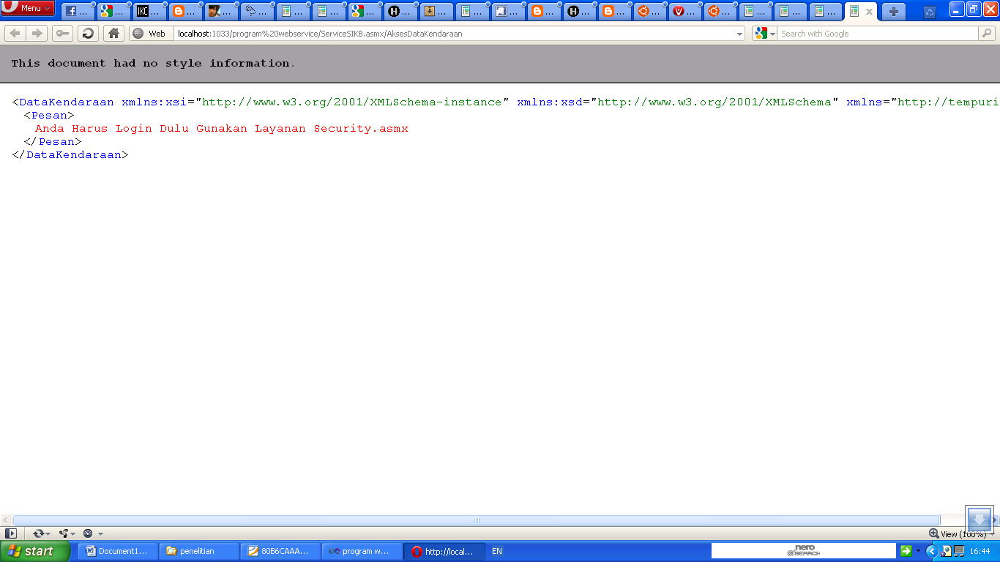 Menu
IKC
Web localhost:1033/program%20webservice/ServiceSIKB.asmx/AksesDataKendaraan Search with Google
This document had no style information.
<DataKendaraan xmlns:xsi="http://www.w3.org/2001/XMLSchema-instance" xmlns:xsd="http://www.w3.org/2001/XMLSchema" xmlns="http://tempuri
<Pesan>
Anda Harus Login Dulu Gunakan Layanan Security.asmx
</Pesan>
</DataKendaraan>
View (100%)
start Document1... penelitian 80B6CAAA... program w... http://local... EN nero SEARCH 16:44